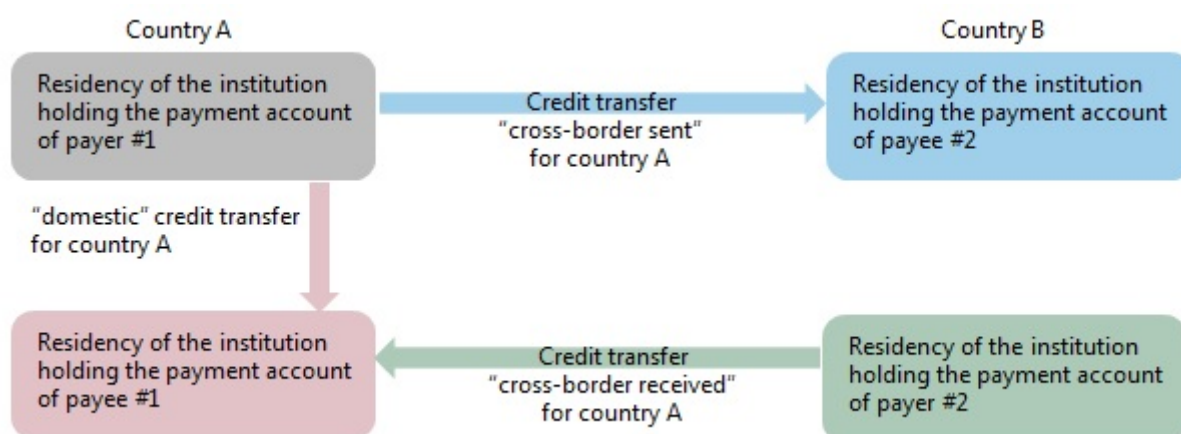 Country A
Country B
Residency of the institution
holding the payment account
of payer #1
Credit transfer
“cross-border sent”
for country A
Residency of the institution
holding the payment account
of payee #2
“domestic” credit transfer
for country A
Residency of the institution
holding the payment account
of payee #1
Credit transfer
“cross-border received”
for country A
Residency of the institution
holding the payment account
of payer #2